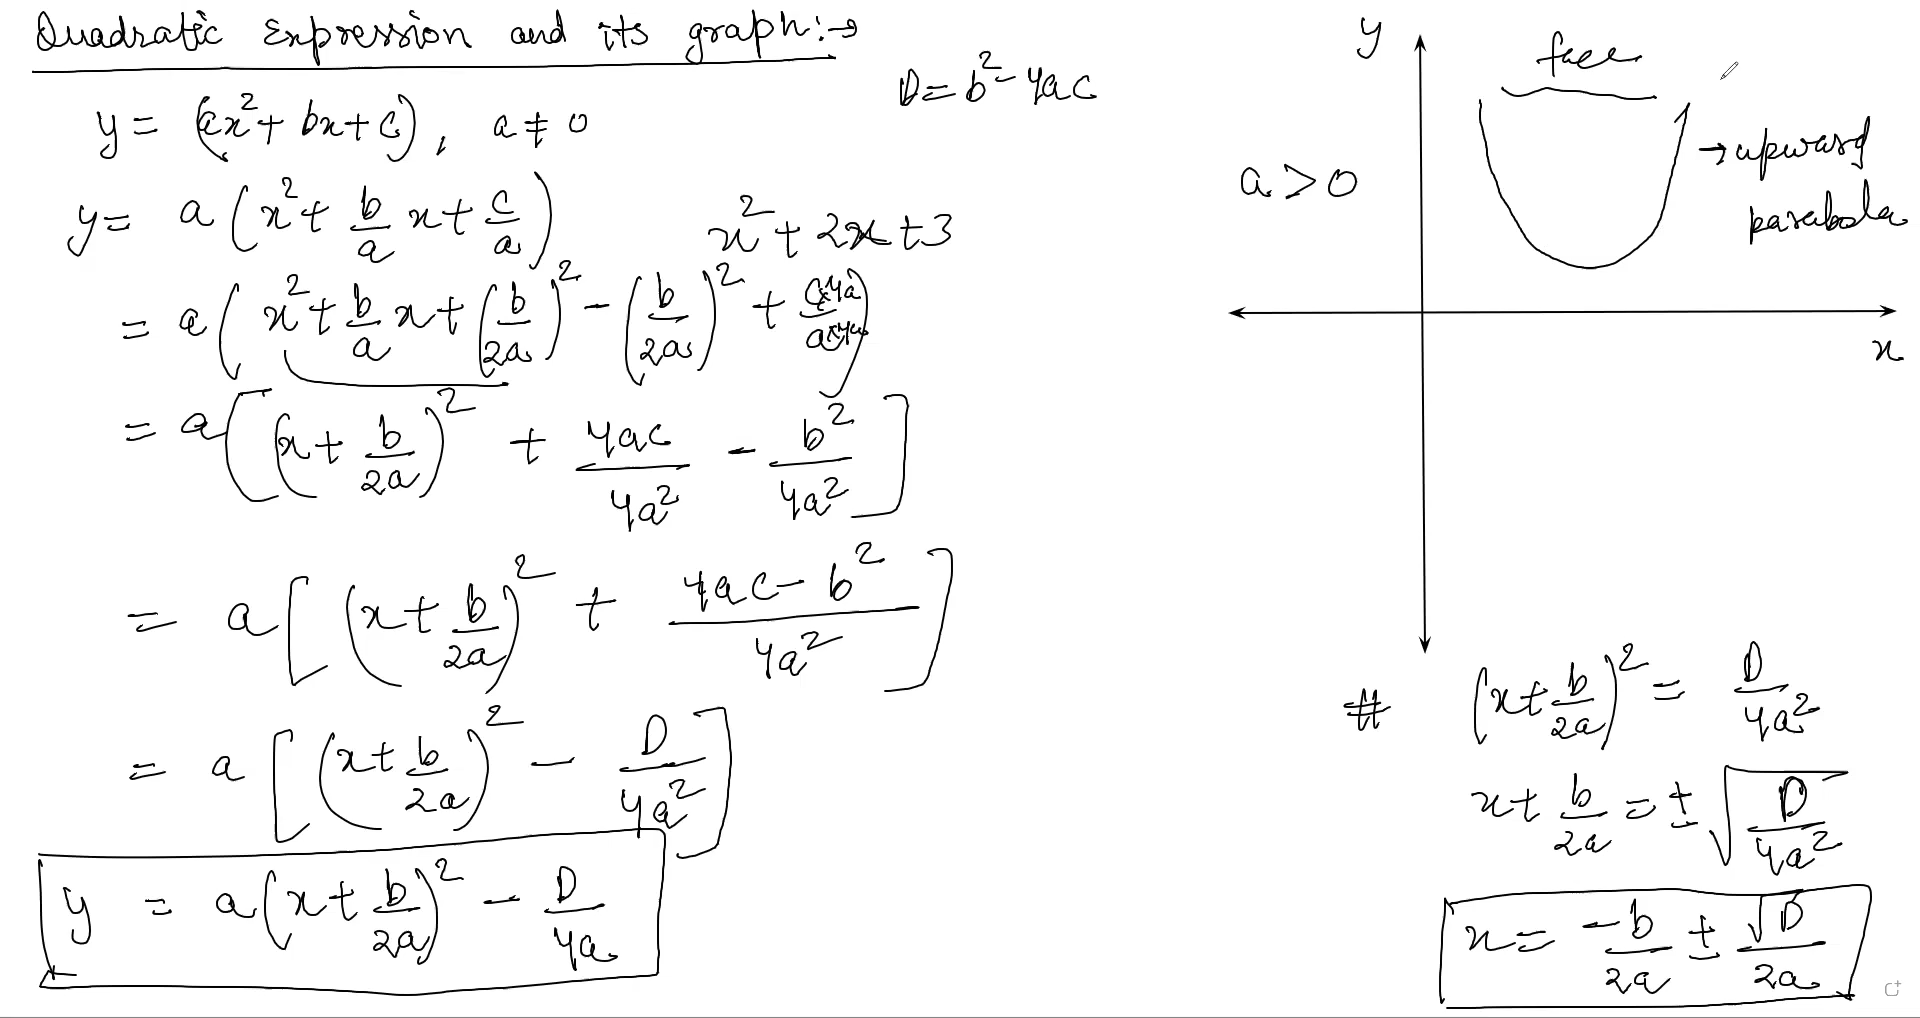 Quadratic Expression and its graph:→
D = b² - 4ac
y = (ax² + bx + c), a ≠ 0
y = a(x² + b/a x + c/a)
x² + 2x + 3
= a(x² + b/a x + (b/2a)² - (b/2a)² + c×4a/a×4a)
= a[(x + b/2a)² + 4ac/4a² - b²/4a²]
= a[(x + b/2a)² + 4ac - b²/4a²]
= a[(x + b/2a)² - D/4a²]
y = a(x + b/2a)² - D/4a
y
face
a > 0
→ upward
parabola
x
# (x + b/2a)² = D/4a²
x + b/2a = ± √(D/4a²)
x = -b/2a ± √D/2a